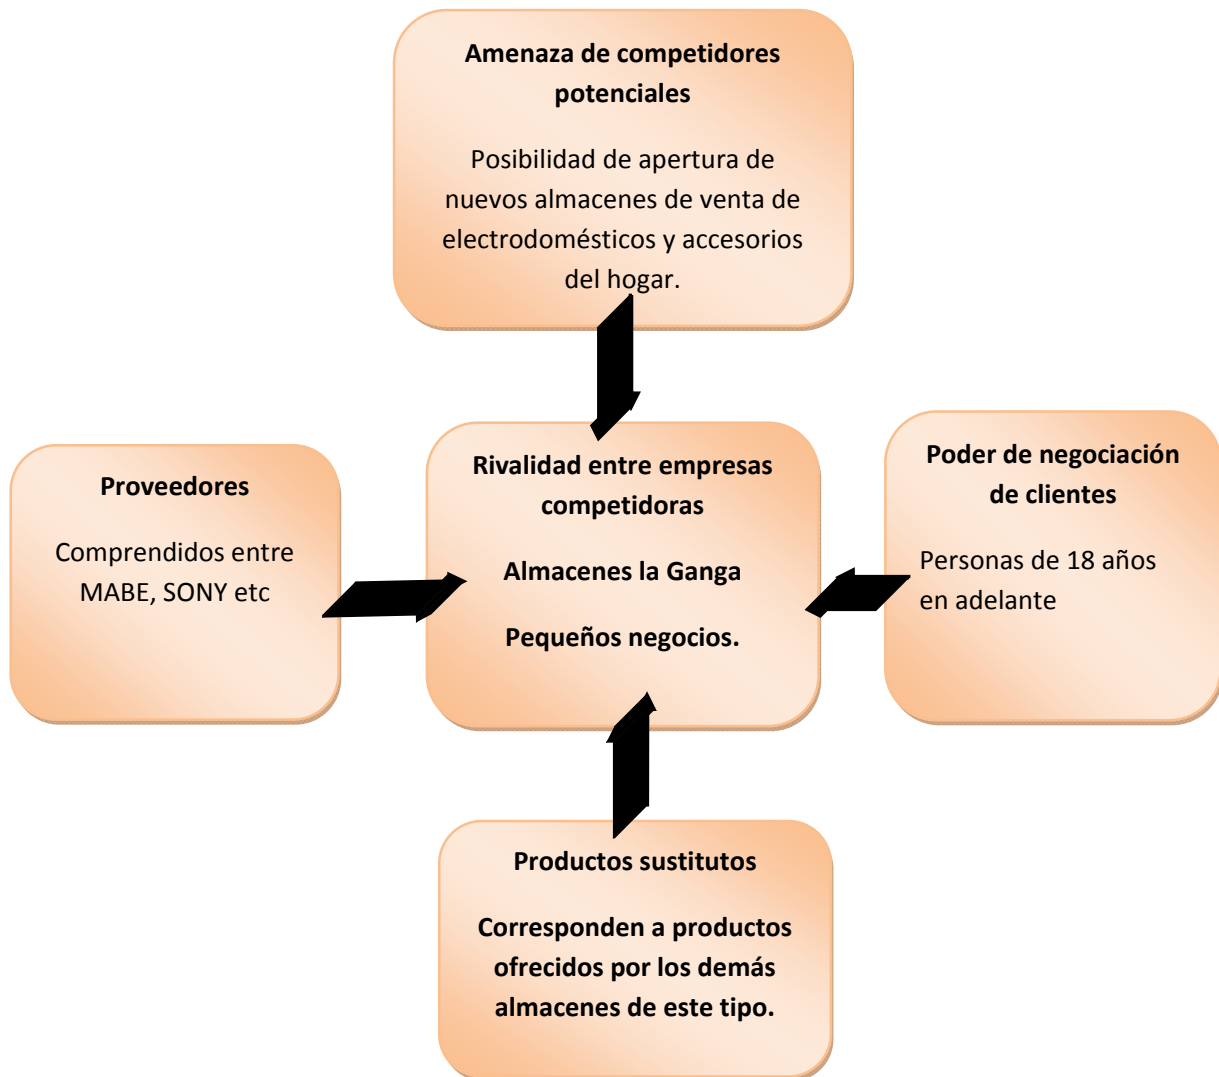 Amenaza de competidores
potenciales
Posibilidad de apertura de
nuevos almacenes de venta de
electrodomésticos y accesorios
del hogar.
Proveedores
Comprendidos entre
MABE, SONY etc
Rivalidad entre empresas
competidoras
Almacenes la Ganga
Pequeños negocios.
Poder de negociación
de clientes
Personas de 18 años
en adelante
Productos sustitutos
Corresponden a productos
ofrecidos por los demás
almacenes de este tipo.